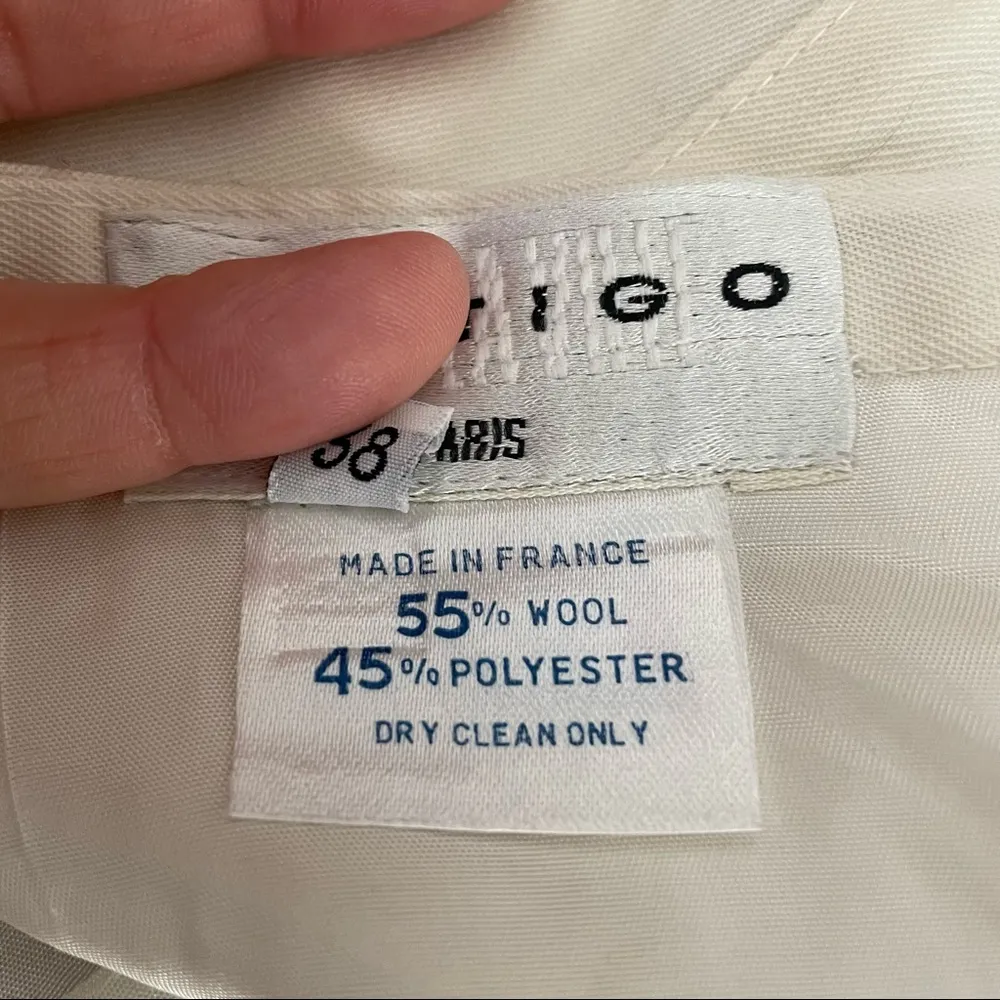 IGO
38
ARIS
MADE IN FRANCE
55% WOOL
45% POLYESTER
DRY CLEAN ONLY